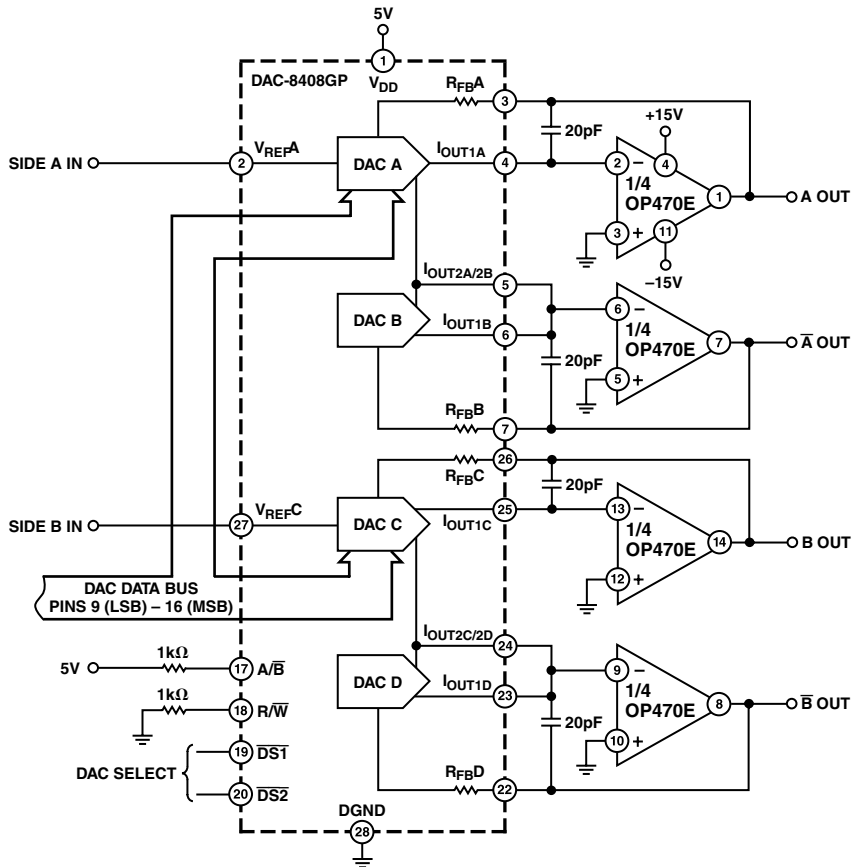 5V
1
DAC-8408GP
VDD
RFBA
3
20pF
+15V
SIDE A IN
2
VREFA
DAC A
IOUT1A
4
2
−
4
1/4
OP470E
1
A OUT
3
+
11
−15V
IOUT2A/2B
5
DAC B
IOUT1B
6
6
−
1/4
OP470E
7
A̅ OUT
20pF
5
+
RFBB
7
26
RFBC
20pF
SIDE B IN
27
VREFC
DAC C
IOUT1C
25
13
−
1/4
OP470E
14
B OUT
12
+
DAC DATA BUS
PINS 9 (LSB) – 16 (MSB)
IOUT2C/2D
24
5V
1kΩ
17
A/B̅
DAC D
IOUT1D
23
9
−
1/4
OP470E
8
B̅ OUT
1kΩ
18
R/W̅
20pF
10
+
DAC SELECT
19
D̅S̅1̅
20
D̅S̅2̅
RFBD
22
DGND
28